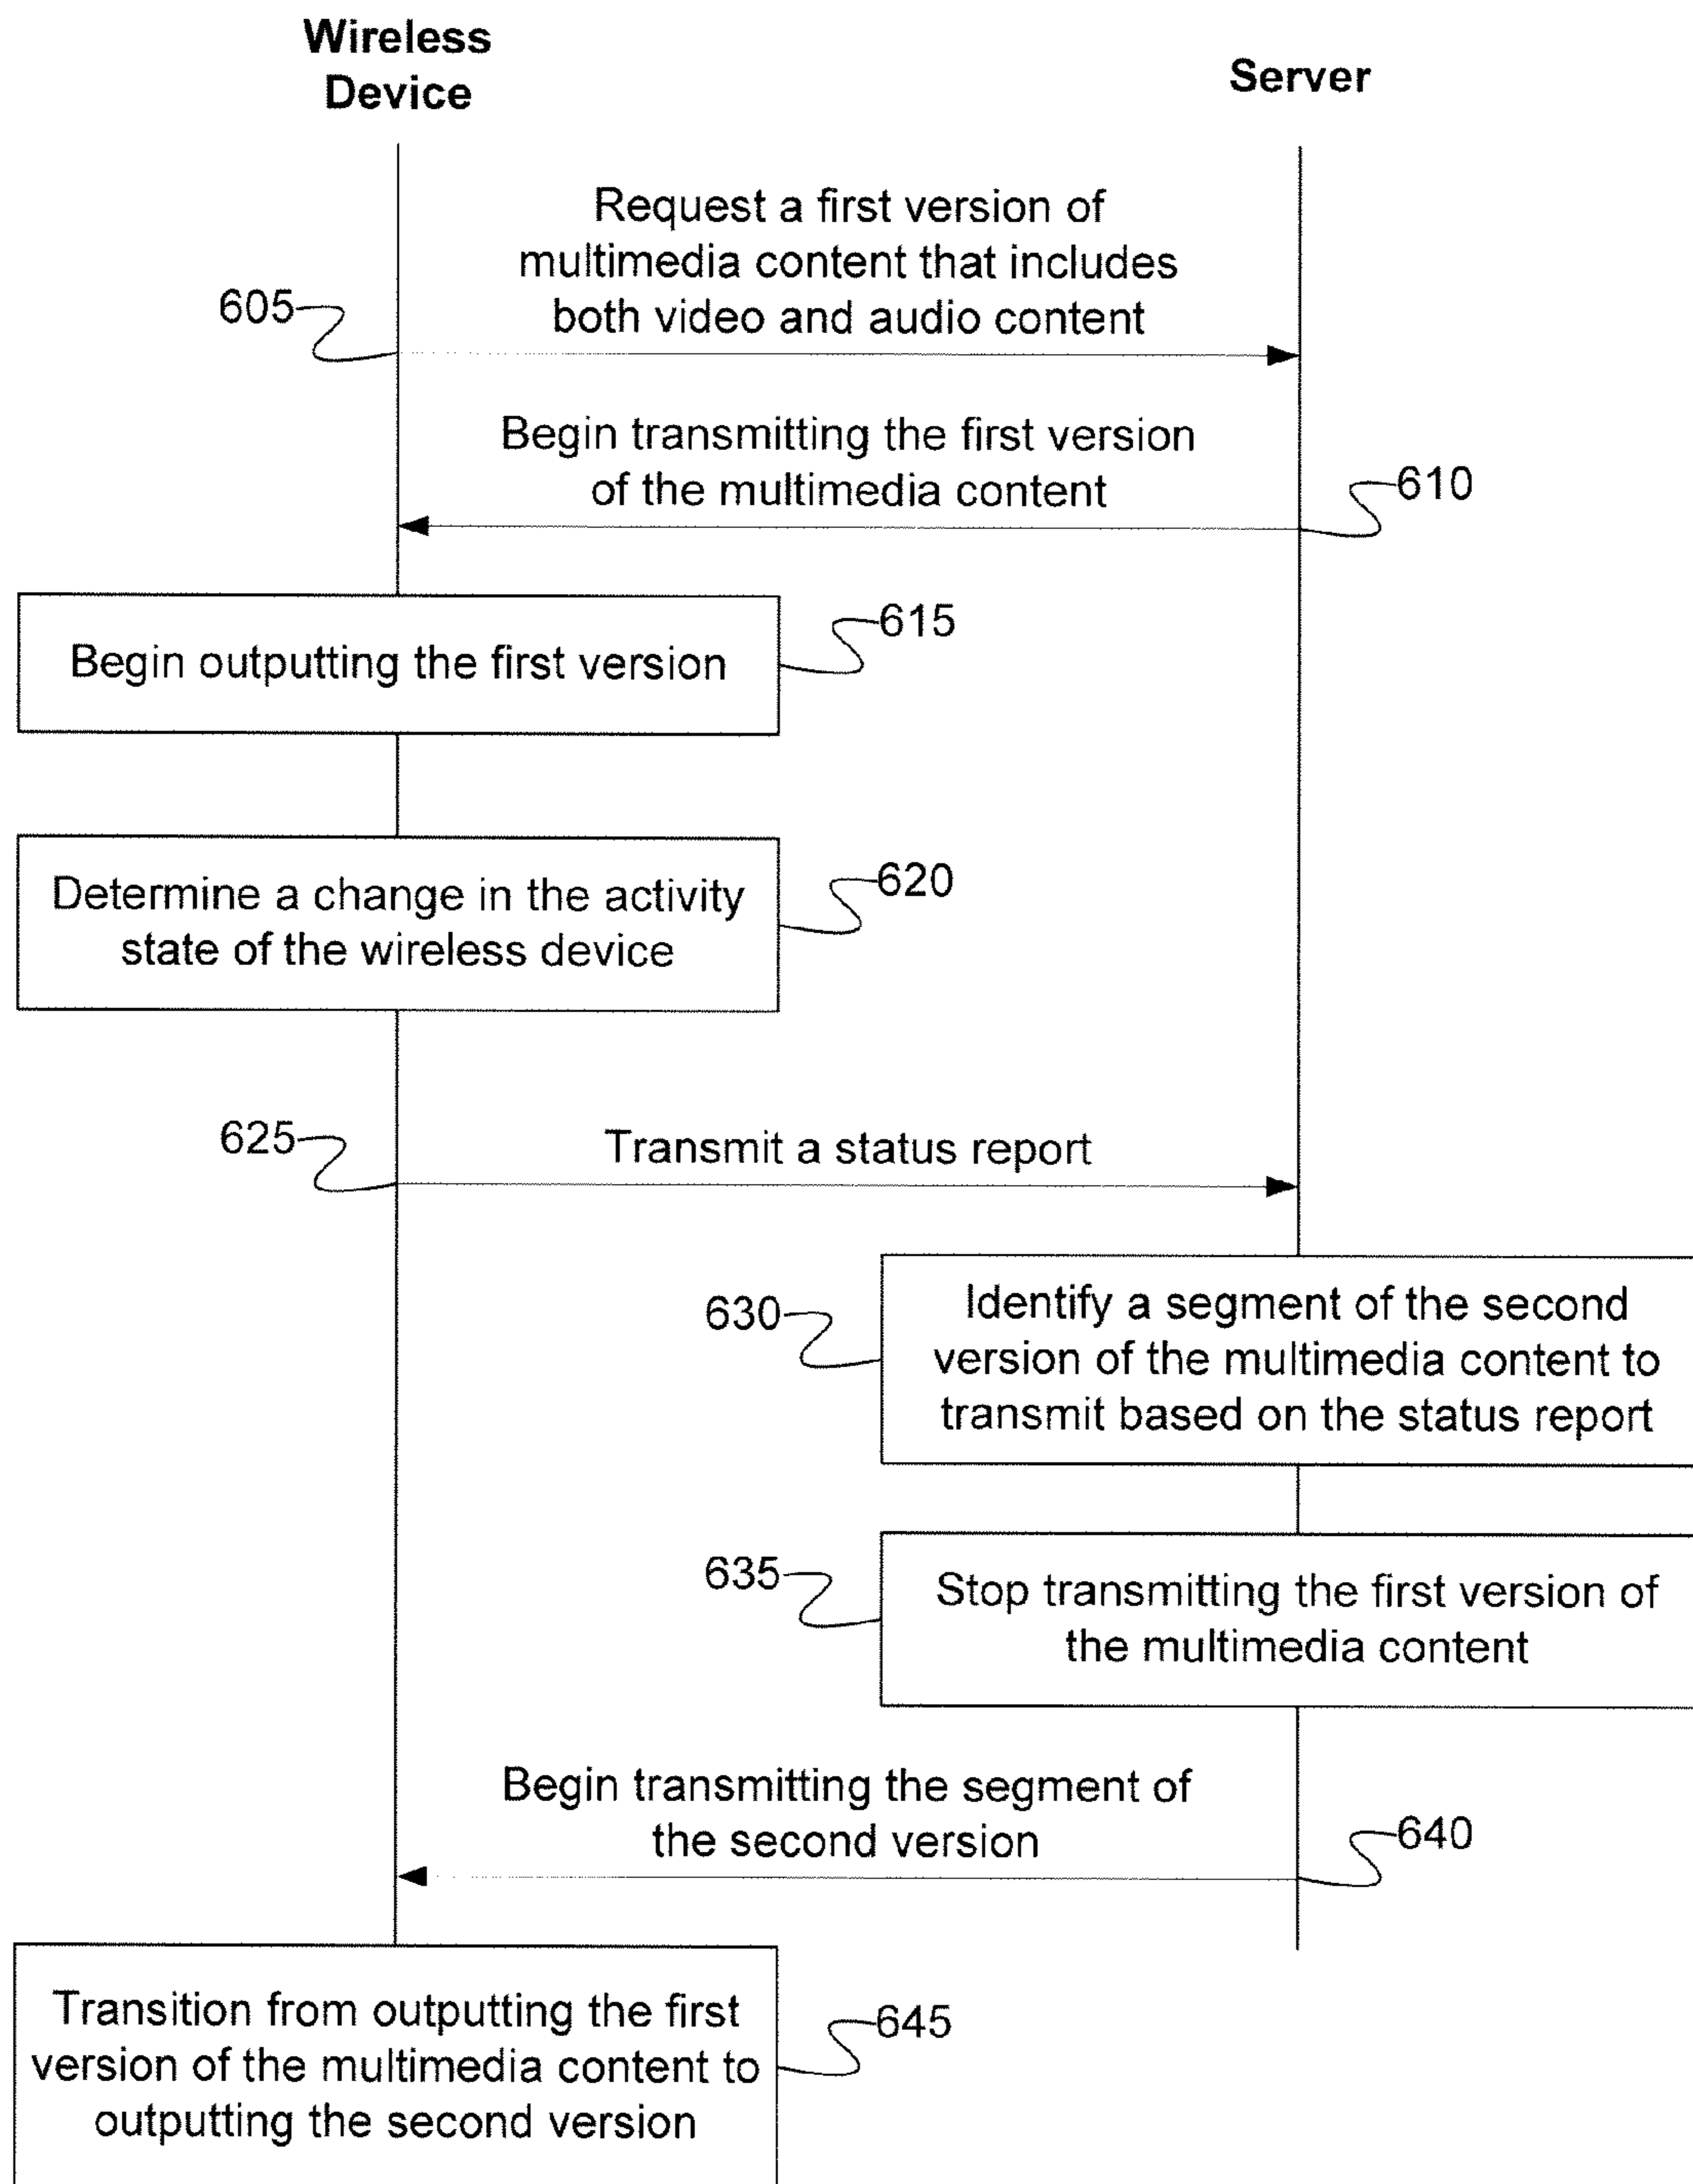 Wireless
Device
Server
Request a first version of
multimedia content that includes
both video and audio content
605
Begin transmitting the first version
of the multimedia content
610
Begin outputting the first version
615
Determine a change in the activity
state of the wireless device
620
625
Transmit a status report
630
Identify a segment of the second
version of the multimedia content to
transmit based on the status report
635
Stop transmitting the first version of
the multimedia content
Begin transmitting the segment of
the second version
640
Transition from outputting the first
version of the multimedia content to
outputting the second version
645